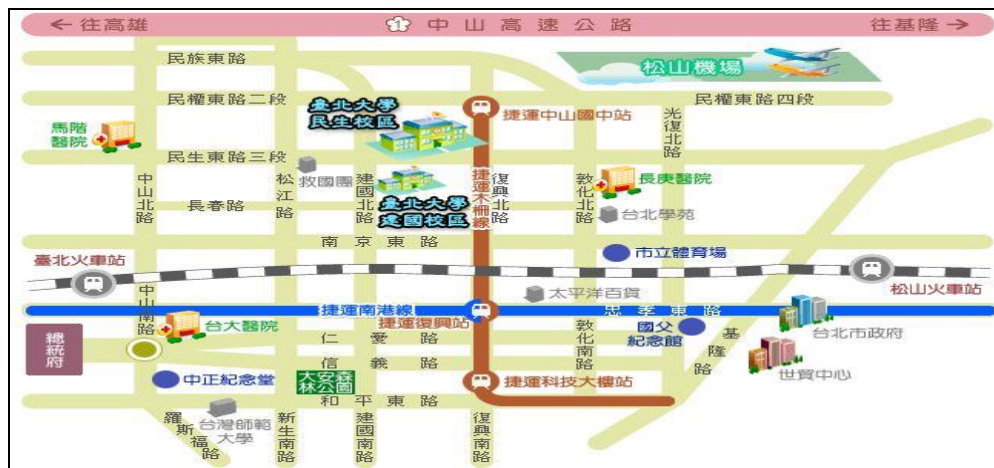 ←往高雄
1
中山高速公路
往基隆→
民族東路
松山機場
民權東路二段
臺北大學
民生校區
捷運中山國中站
民權東路四段
馬階
醫院
光復北路
民生東路三段
救國團
中山北路
松江路
建國北路
捷運木柵線
復興北路
敦化北路
長庚醫院
長春路
臺北大學
建國校區
台北學苑
南京東路
市立體育場
臺北火車站
松山火車站
太平洋百貨
中山南路
捷運南港線
忠孝東路
總統府
台大醫院
捷運復興站
仁愛路
敦化南路
國父
紀念館
基隆路
台北市政府
信義路
中正紀念堂
大安森
林公園
捷運科技大樓站
世貿中心
和平東路
羅斯福路
台灣師範
大學
新生南路
建國南路
復興南路